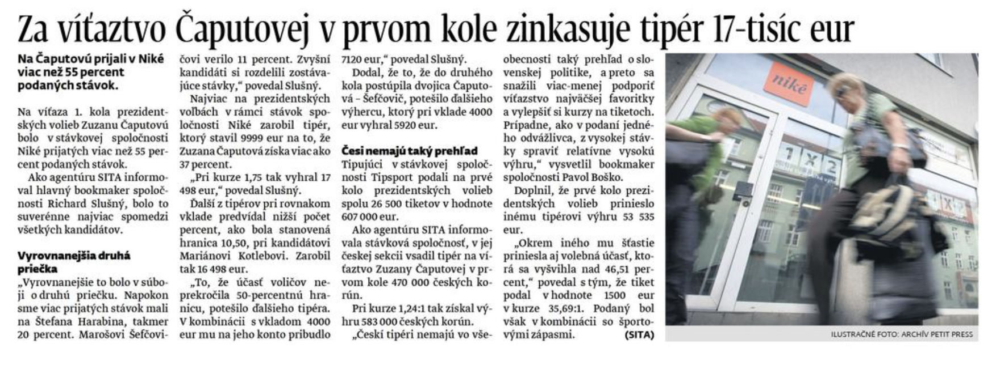 Za víťaztvo Čaputovej v prvom kole zinkasuje tipér 17-tisíc eur
Na Čaputovú prijali v Niké
viac než 55 percent
podaných stávok.
Na víťaza 1. kola prezident-
ských volieb Zuzanu Čaputovú
bolo v stávkovej spoločnosti
Niké prijatých viac než 55 per-
cent podaných stávok.
Ako agentúru SITA informo-
val hlavný bookmaker spoloč-
nosti Richard Slušný, bolo to
suverénne najviac spomedzi
všetkých kandidátov.
Vyrovnanejšia druhá
priečka
„Vyrovnanejšie to bolo v súbo-
ji o druhú priečku. Napokon
sme viac prijatých stávok mali
na Štefana Harabina, takmer
20 percent. Marošovi Šefčovi-
čovi verilo 11 percent. Zvyšní
kandidáti si rozdelili zostáva-
júce stávky,“ povedal Slušný.
Najviac na prezidentských
voľbách v rámci stávok spo-
ločnosti Niké zarobil tipér,
ktorý stavil 9999 eur na to, že
Zuzana Čaputová získa viac ako
37 percent.
„Pri kurze 1,75 tak vyhral 17
498 eur,“ povedal Slušný.
Ďalší z tipérov pri rovnakom
vklade predvídal nižší počet
percent, ako bola stanovená
hranica 10,50, pri kandidátovi
Mariánovi Kotlebovi. Zarobil
tak 16 498 eur.
„To, že účasť voličov ne-
prekročila 50-percentnú hra-
nicu, potešilo ďalšieho tipéra.
V kombinácii s vkladom 4000
eur mu na jeho konto pribudlo
7120 eur,“ povedal Slušný.
Dodal, že to, že do druhého
kola postúpila dvojica Čaputo-
vá – Šefčovič, potešilo ďalšieho
výhercu, ktorý pri vklade 4000
eur vyhral 5920 eur.
Česi nemajú taký prehľad
Tipujúci v stávkovej spoloč-
nosti Tipsport podali na prvé
kolo prezidentských volieb
spolu 26 500 tiketov v hodnote
607 000 eur.
Ako agentúru SITA informo-
vala stávková spoločnosť, v jej
českej sekcii vsadil tipér na ví-
ťaztvo Zuzany Čaputovej v pr-
vom kole 470 000 českých ko-
rún.
Pri kurze 1,24:1 tak získal vý-
hru 583 000 českých korún.
„Českí tipéri nemajú vo vše-
obecnosti taký prehľad o slo-
venskej politike, a preto sa
snažili viac-menej podporiť
víťazstvo najväčšej favoritky
a vylepšiť si kurzy na tiketoch.
Prípadne, ako v podaní jedné-
ho odvážlivca, z vysokej stáv-
ky spraviť relatívne vysokú
výhru,“ vysvetlil bookmaker
spoločnosti Pavol Boško.
Doplnil, že prvé kolo prezi-
dentských volieb prinieslo
inému tipérovi výhru 53 535
eur.
„Okrem iného mu šťastie
priniesla aj volebná účasť, kto-
rá sa vyšvihla nad 46,51 per-
cent,“ povedal s tým, že tiket
podal v hodnote 1500 eur
v kurze 35,69:1. Podaný bol
však v kombinácii so športo-
vými zápasmi. (SITA)
niké
1 X 2
1 X 2
ILUSTRAČNÉ FOTO: ARCHÍV PETIT PRESS